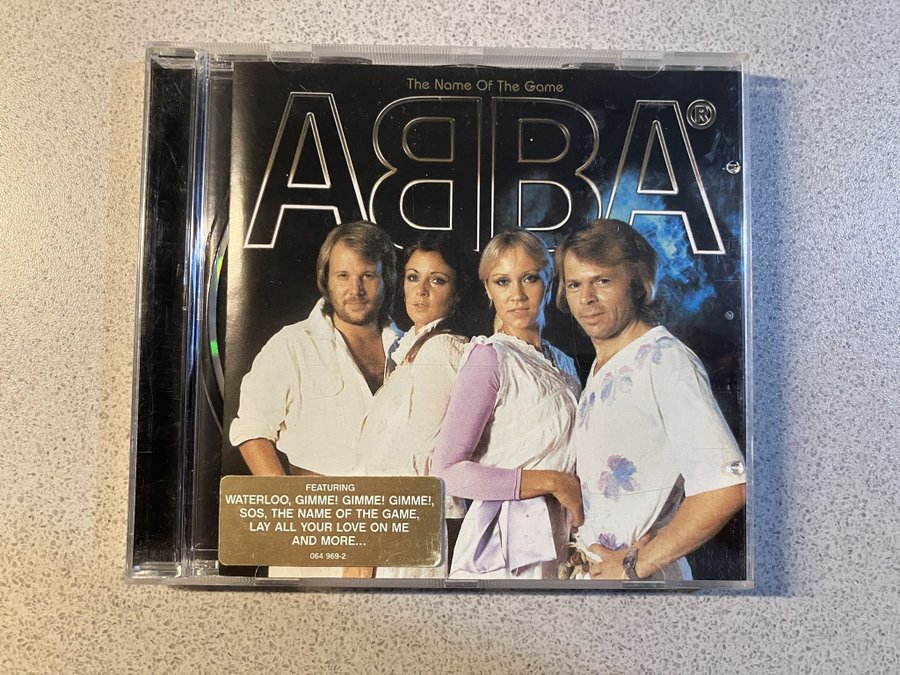 The Name Of The Game
ABBA®
FEATURING
WATERLOO, GIMME! GIMME! GIMME!,
SOS, THE NAME OF THE GAME,
LAY ALL YOUR LOVE ON ME
AND MORE...
064 969-2